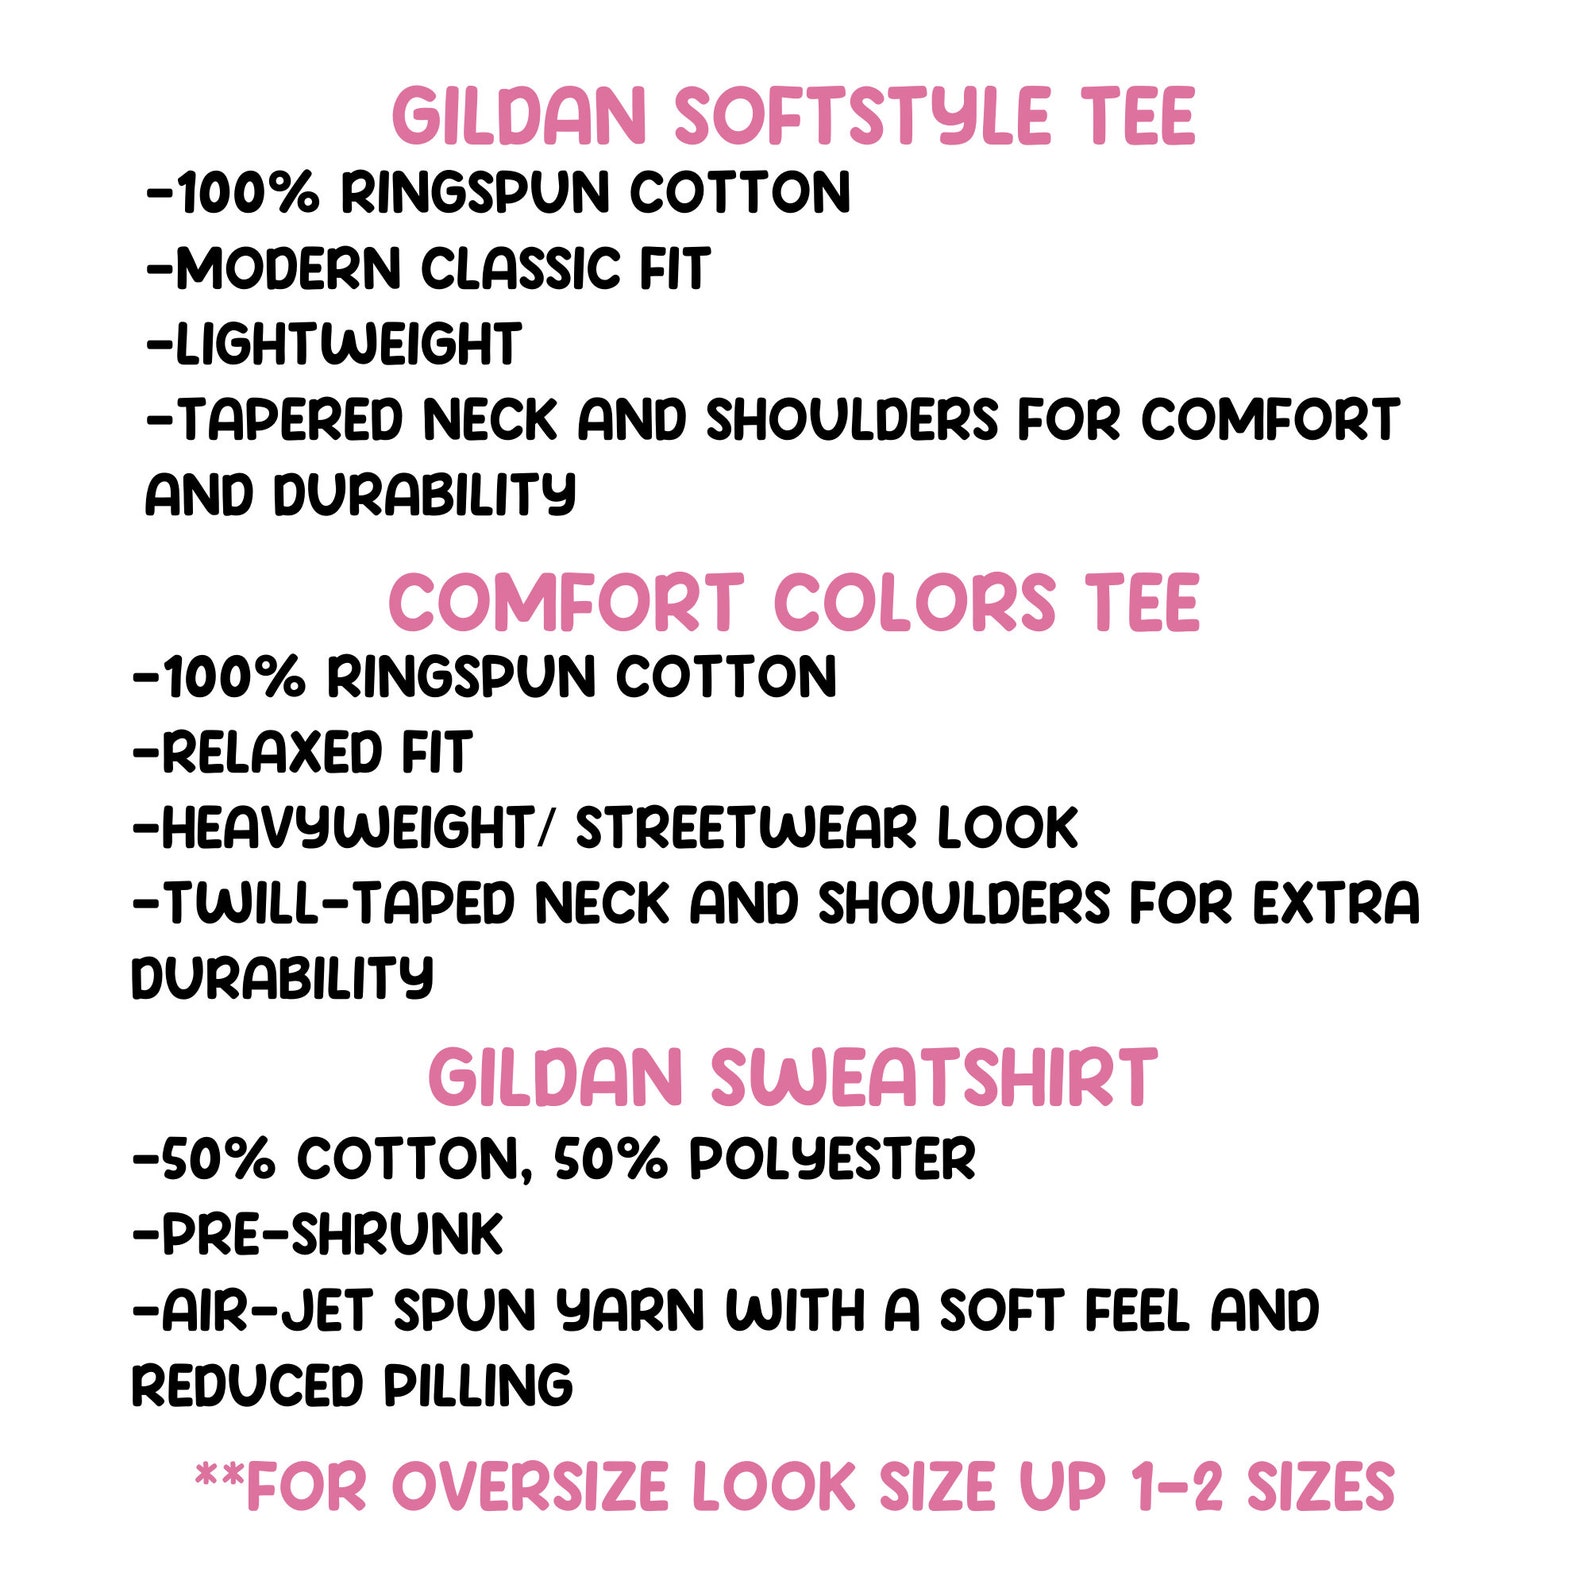 GILDAN SOFTSTYLE TEE
-100% RINGSPUN COTTON
-MODERN CLASSIC FIT
-LIGHTWEIGHT
-TAPERED NECK AND SHOULDERS FOR COMFORT
AND DURABILITY
COMFORT COLORS TEE
-100% RINGSPUN COTTON
-RELAXED FIT
-HEAVYWEIGHT/ STREETWEAR LOOK
-TWILL-TAPED NECK AND SHOULDERS FOR EXTRA
DURABILITY
GILDAN SWEATSHIRT
-50% COTTON, 50% POLYESTER
-PRE-SHRUNK
-AIR-JET SPUN YARN WITH A SOFT FEEL AND
REDUCED PILLING
**FOR OVERSIZE LOOK SIZE UP 1-2 SIZES